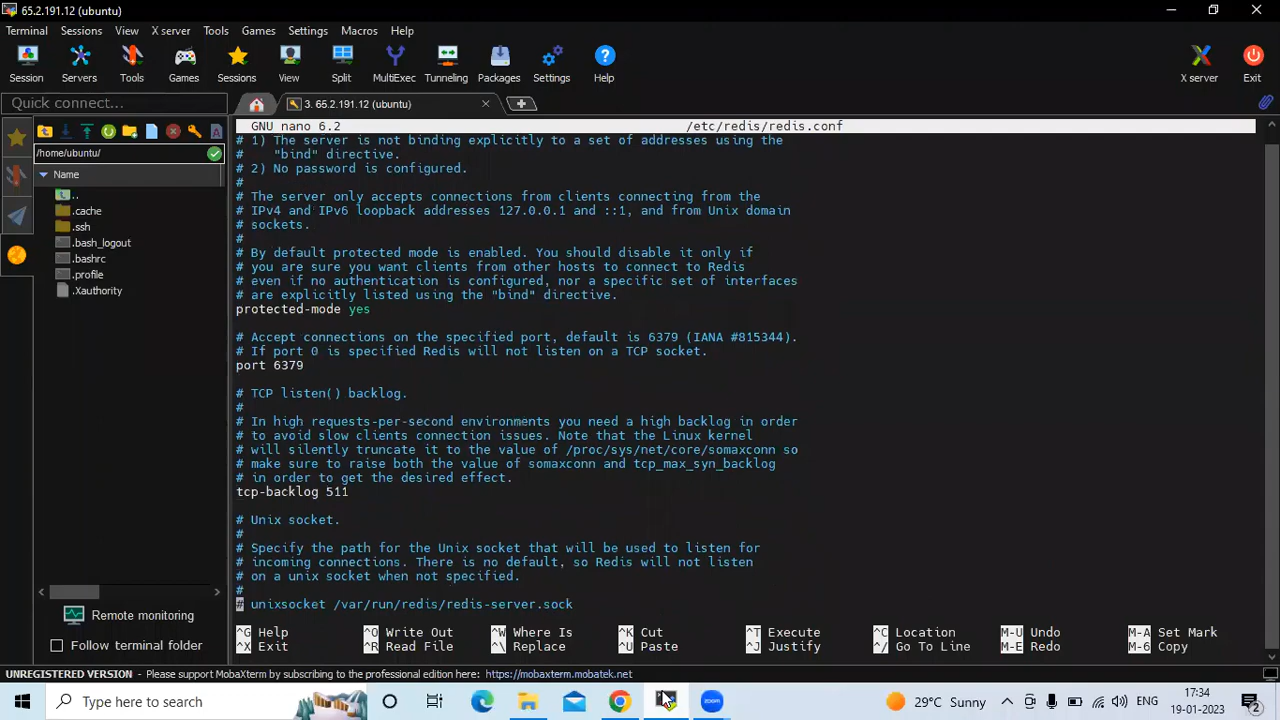 65.2.191.12 (ubuntu)
Terminal Sessions View X server Tools Games Settings Macros Help
Session Servers Tools Games Sessions View Split MultiExec Tunneling Packages Settings Help X server Exit
Quick connect...
3. 65.2.191.12 (ubuntu)
/home/ubuntu/
Name
..
.cache
.ssh
.bash_logout
.bashrc
.profile
.Xauthority
Remote monitoring
Follow terminal folder
GNU nano 6.2 /etc/redis/redis.conf
# 1) The server is not binding explicitly to a set of addresses using the
# "bind" directive.
# 2) No password is configured.
#
# The server only accepts connections from clients connecting from the
# IPv4 and IPv6 loopback addresses 127.0.0.1 and ::1, and from Unix domain
# sockets.
#
# By default protected mode is enabled. You should disable it only if
# you are sure you want clients from other hosts to connect to Redis
# even if no authentication is configured, nor a specific set of interfaces
# are explicitly listed using the "bind" directive.
protected-mode yes
# Accept connections on the specified port, default is 6379 (IANA #815344).
# If port 0 is specified Redis will not listen on a TCP socket.
port 6379
# TCP listen() backlog.
#
# In high requests-per-second environments you need a high backlog in order
# to avoid slow clients connection issues. Note that the Linux kernel
# will silently truncate it to the value of /proc/sys/net/core/somaxconn so
# make sure to raise both the value of somaxconn and tcp_max_syn_backlog
# in order to get the desired effect.
tcp-backlog 511
# Unix socket.
#
# Specify the path for the Unix socket that will be used to listen for
# incoming connections. There is no default, so Redis will not listen
# on a unix socket when not specified.
#
# unixsocket /var/run/redis/redis-server.sock
^G Help ^O Write Out ^W Where Is ^K Cut ^T Execute ^C Location M-U Undo M-A Set Mark
^X Exit ^R Read File ^\ Replace ^U Paste ^J Justify ^/ Go To Line M-E Redo M-6 Copy
UNREGISTERED VERSION - Please support MobaXterm by subscribing to the professional edition here: https://mobaxterm.mobatek.net
Type here to search
zoom
29°C Sunny
ENG
17:34
19-01-2023
2